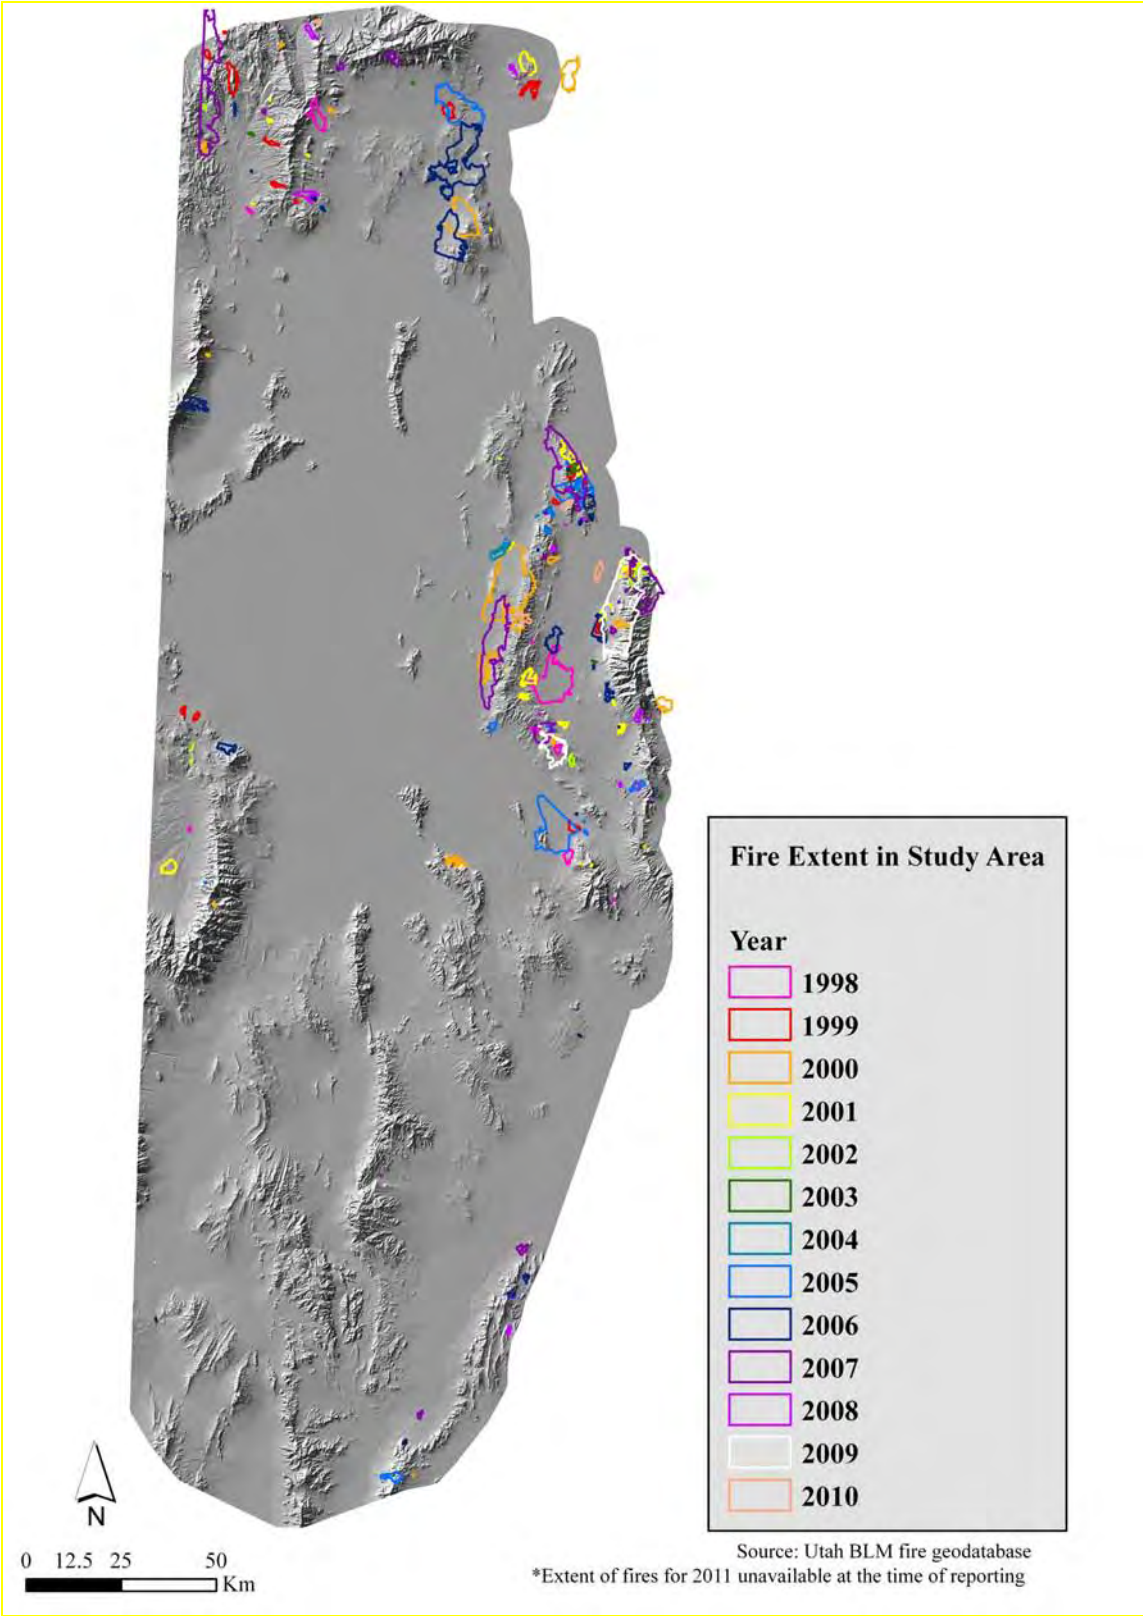 Fire Extent in Study Area
Year
1998
1999
2000
2001
2002
2003
2004
2005
2006
2007
2008
2009
2010
N
0 12.5 25 50
Km
Source: Utah BLM fire geodatabase
*Extent of fires for 2011 unavailable at the time of reporting